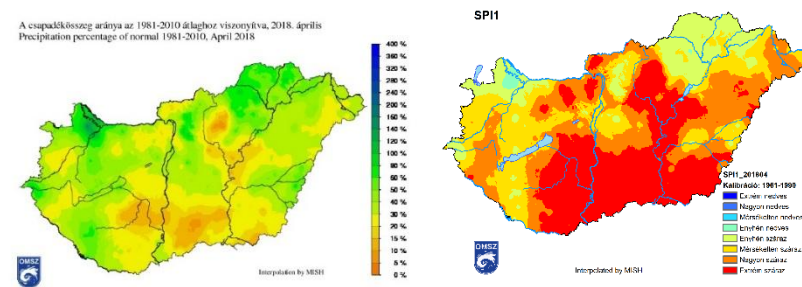 A csapadékösszeg aránya az 1981-2010 átlaghoz viszonyítva, 2018. április
Precipitation percentage of normal 1981-2010, April 2018
400 %
360 %
320 %
280 %
240 %
200 %
160 %
140 %
120 %
100 %
90 %
80 %
70 %
60 %
50 %
40 %
30 %
20 %
10 %
0 %
OMSZ
Interpolation by MISH
SPI1
SPI1_201804
Kalibráció: 1961-1990
Extrém nedves
Nagyon nedves
Mérsékelten nedves
Enyhén nedves
Enyhén száraz
Mérsékelten száraz
Nagyon száraz
Extrém száraz
OMSZ
Interpolated by MISH